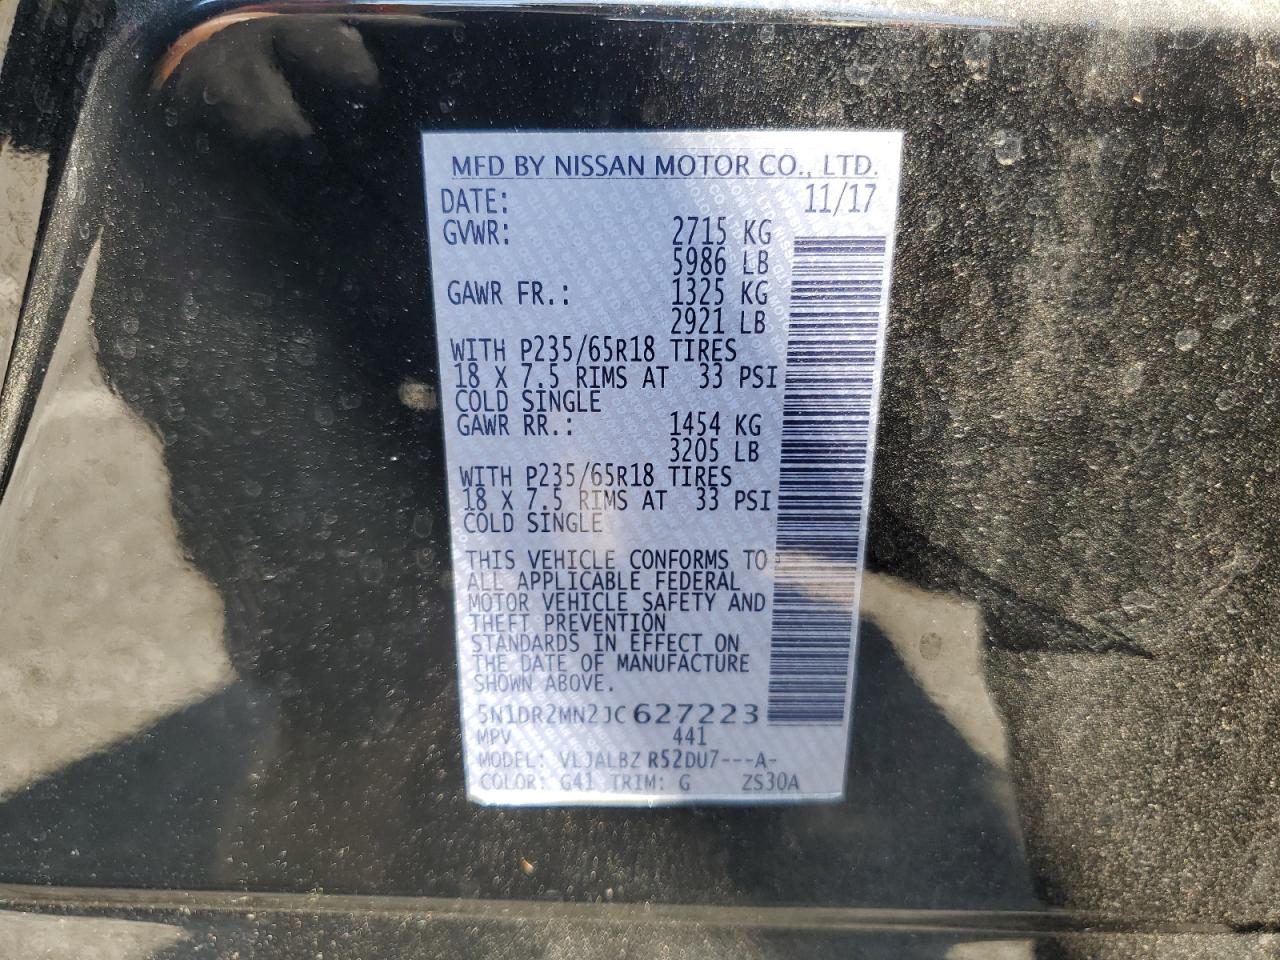 MFD BY NISSAN MOTOR CO., LTD.
DATE: 11/17
GVWR: 2715 KG
5986 LB
GAWR FR.: 1325 KG
2921 LB
WITH P235/65R18 TIRES
18 X 7.5 RIMS AT 33 PSI
COLD SINGLE
GAWR RR.: 1454 KG
3205 LB
WITH P235/65R18 TIRES
18 X 7.5 RIMS AT 33 PSI
COLD SINGLE
THIS VEHICLE CONFORMS TO
ALL APPLICABLE FEDERAL
MOTOR VEHICLE SAFETY AND
THEFT PREVENTION
STANDARDS IN EFFECT ON
THE DATE OF MANUFACTURE
SHOWN ABOVE.
5N1DR2MN2JC627223
MPV 441
MODEL: VLJALBZ R52DU7---A-
COLOR: G41 TRIM: G ZS30A